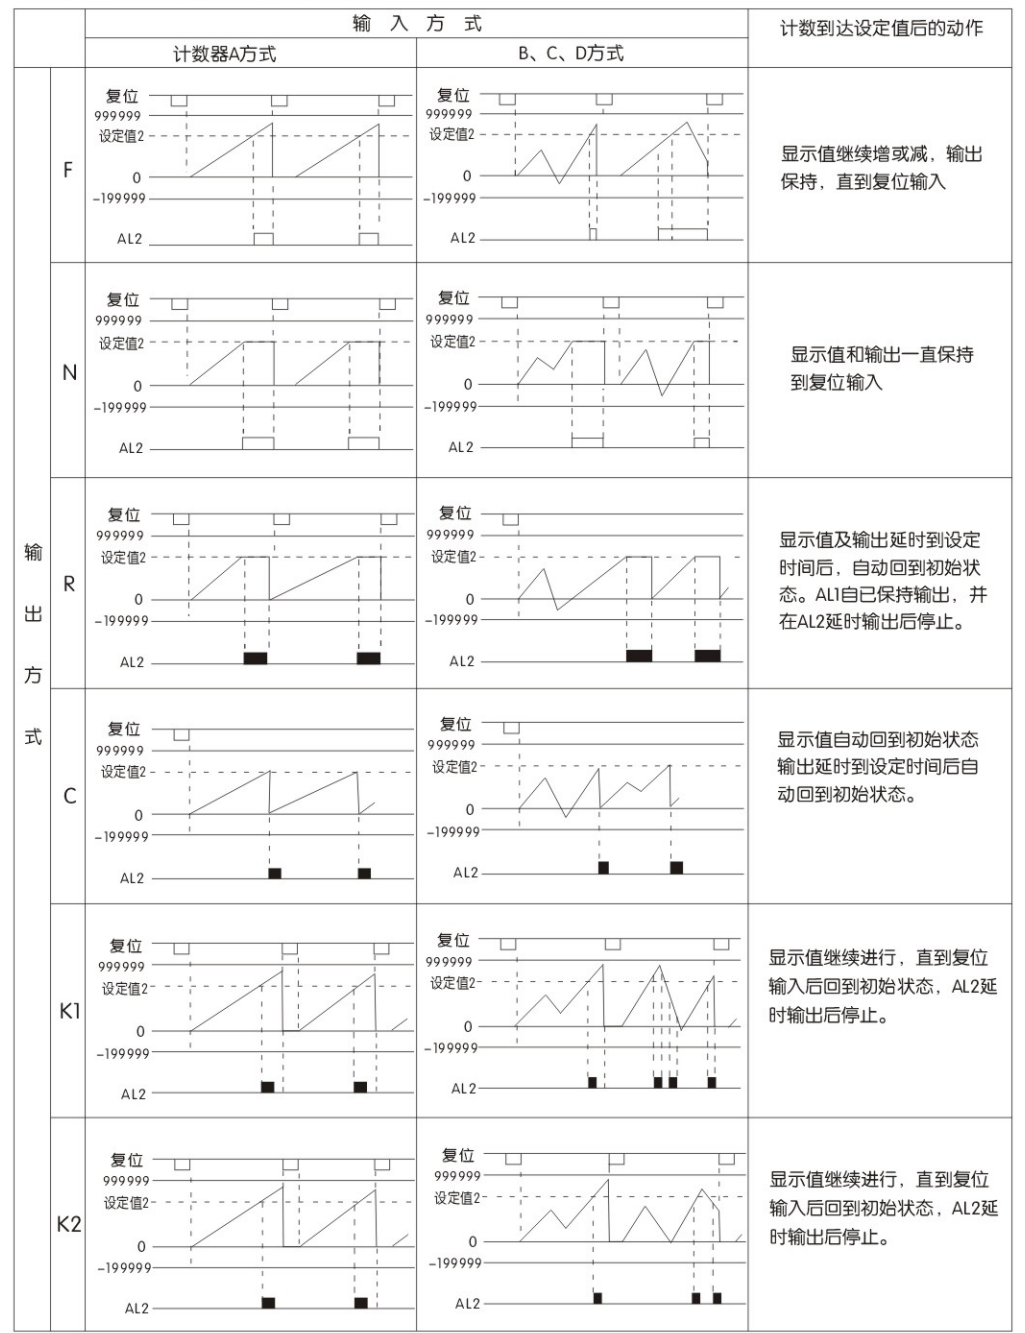 输 入 方 式
计数到达设定值后的动作
计数器A方式
B、C、D方式
输出方式
F
复位
999999
设定值2
0
-199999
AL2
复位
999999
设定值2
0
-199999
AL2
显示值继续增或减，输出
保持，直到复位输入
N
复位
999999
设定值2
0
-199999
AL2
复位
999999
设定值2
0
-199999
AL2
显示值和输出一直保持
到复位输入
R
复位
999999
设定值2
0
-199999
AL2
复位
999999
设定值2
0
-199999
AL2
显示值及输出延时到设定
时间后，自动回到初始状
态。AL1自已保持输出，并
在AL2延时输出后停止。
C
复位
999999
设定值2
0
-199999
AL2
复位
999999
设定值2
0
-199999
AL2
显示值自动回到初始状态
输出延时到设定时间后自
动回到初始状态。
K1
复位
999999
设定值2
0
-199999
AL2
复位
999999
设定值2
0
-199999
AL2
显示值继续进行，直到复位
输入后回到初始状态，AL2延
时输出后停止。
K2
复位
999999
设定值2
0
-199999
AL2
复位
999999
设定值2
0
-199999
AL2
显示值继续进行，直到复位
输入后回到初始状态，AL2延
时输出后停止。